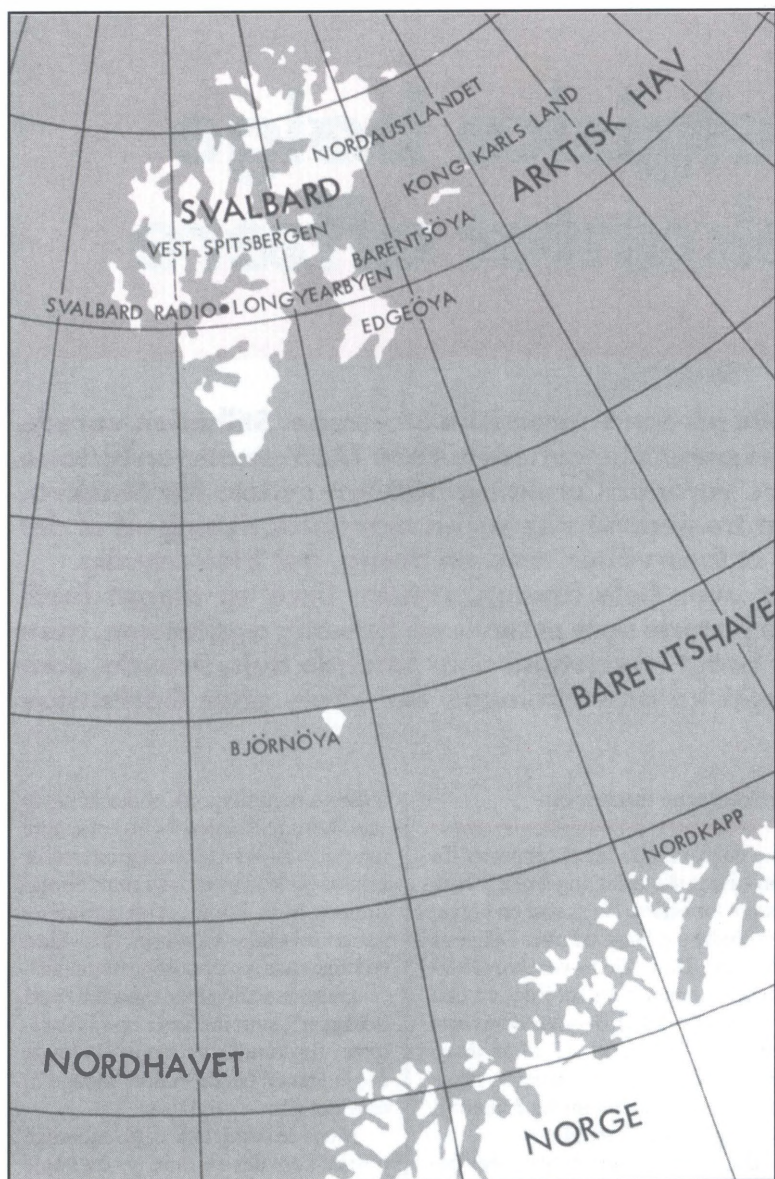 NORDAUSTLANDET
KONG KARLS LAND
ARKTISK HAV
SVALBARD
VEST SPITSBERGEN
BARENTSÖYA
SVALBARD RADIO • LONGYEARBYEN
EDGEÖYA
BARENTSHAVET
BJÖRNÖYA
NORDKAPP
NORDHAVET
NORGE